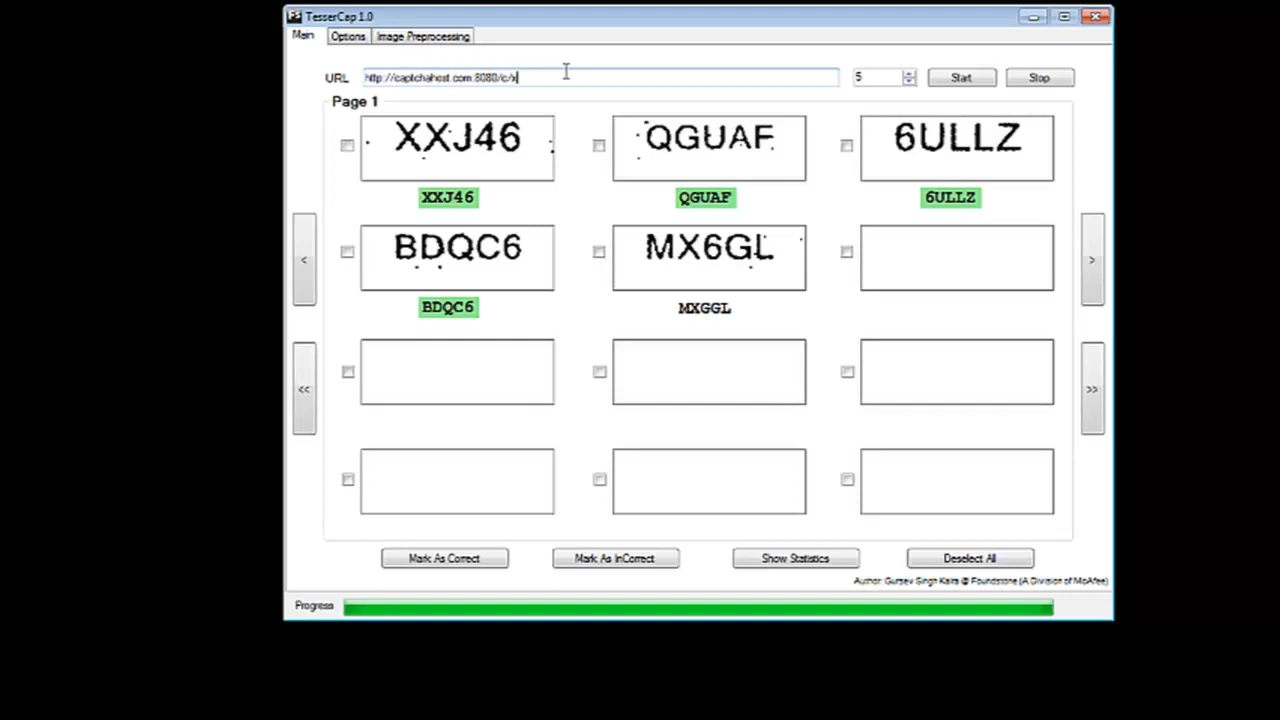 TesserCap 1.0
Main Options Image Preprocessing
URL http://captchahost.com:8080/c/x 5 Start Stop
Page 1
XXJ46 QGUAF 6ULLZ
XXJ46 QGUAF 6ULLZ
< >
BDQC6 MX6GL
BDQC6 MXGGL
<< >>
Mark As Correct Mark As InCorrect Show Statistics Deselect All
Author: Gursev Singh Kalra @ Foundstone (A Division of McAfee)
Progress